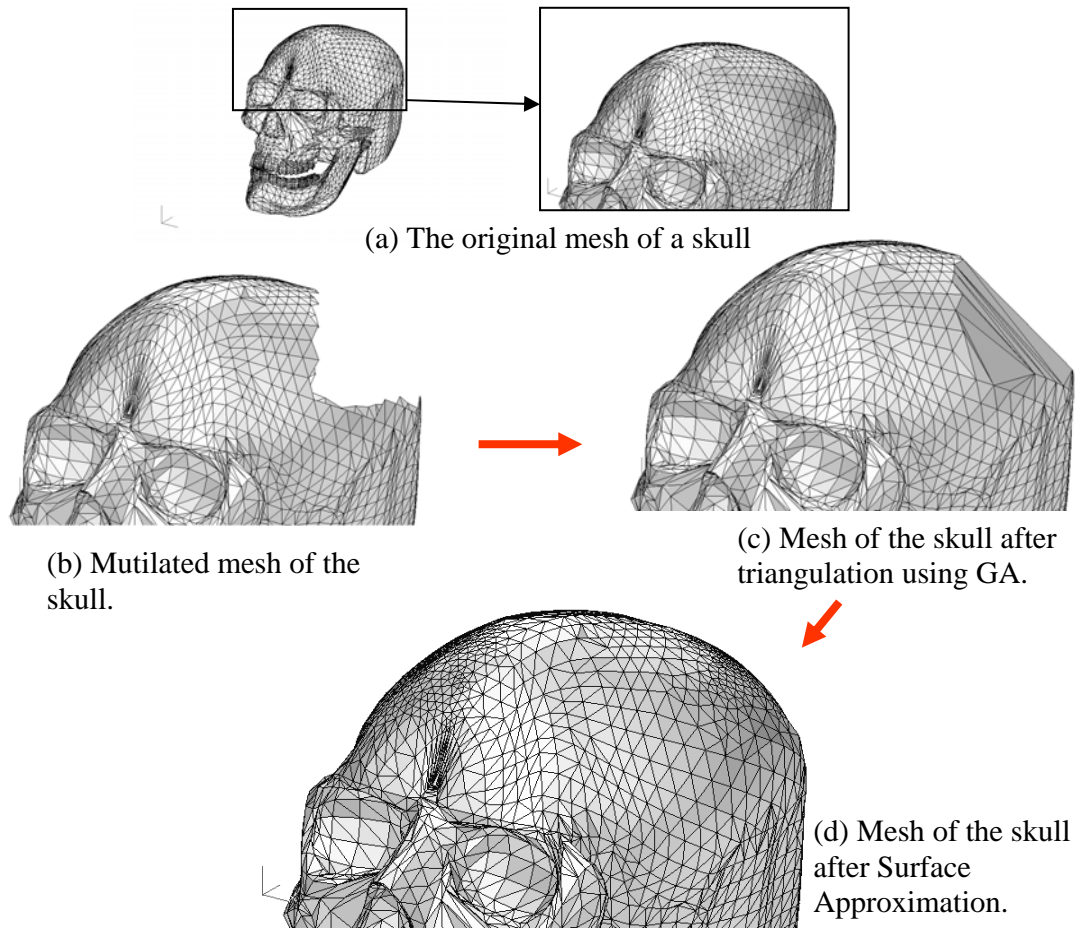 (a) The original mesh of a skull
(b) Mutilated mesh of the
skull.
(c) Mesh of the skull after
triangulation using GA.
(d) Mesh of the skull
after Surface
Approximation.